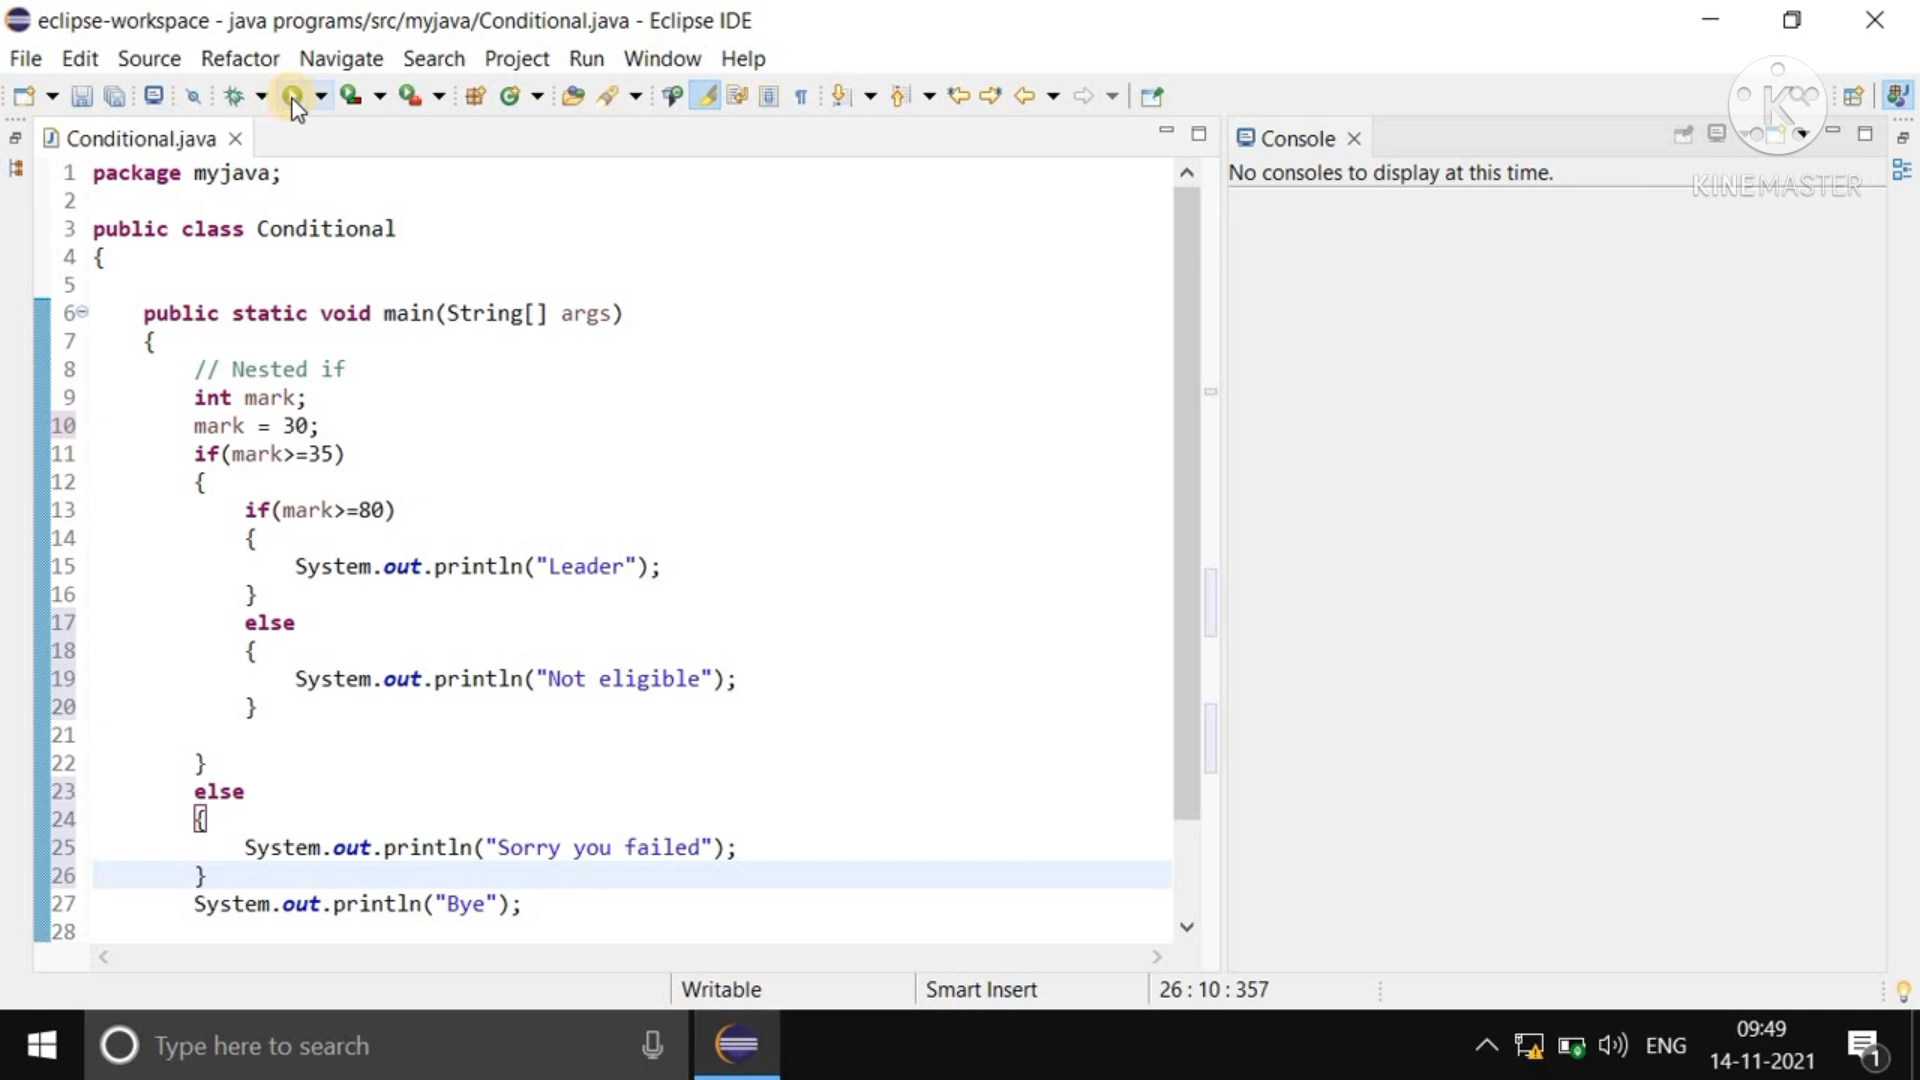 eclipse-workspace - java programs/src/myjava/Conditional.java - Eclipse IDE
File Edit Source Refactor Navigate Search Project Run Window Help
K
KINEMASTER
Conditional.java
Console
No consoles to display at this time.
1 package myjava;
2
3 public class Conditional
4 {
5
6 public static void main(String[] args)
7 {
8 // Nested if
9 int mark;
10 mark = 30;
11 if(mark>=35)
12 {
13 if(mark>=80)
14 {
15 System.out.println("Leader");
16 }
17 else
18 {
19 System.out.println("Not eligible");
20 }
21
22 }
23 else
24 {
25 System.out.println("Sorry you failed");
26 }
27 System.out.println("Bye");
28
Writable Smart Insert 26 : 10 : 357
Type here to search
ENG
09:49
14-11-2021
1